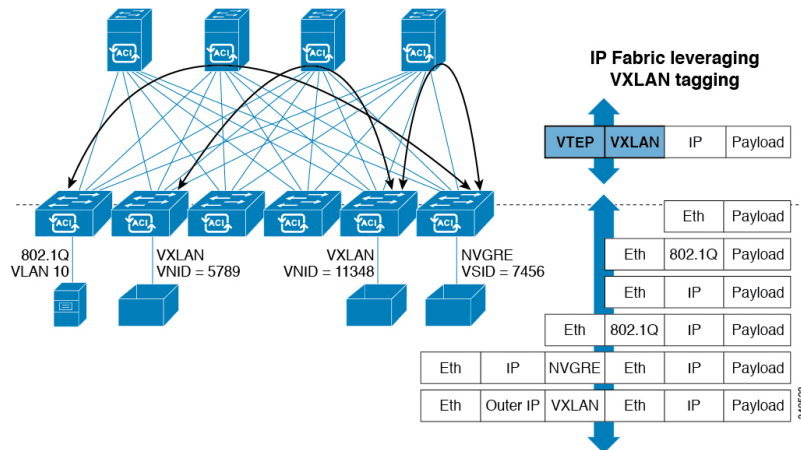 ACI
ACI
ACI
ACI
IP Fabric leveraging
VXLAN tagging
VTEP VXLAN IP Payload
ACI
ACI
ACI
ACI
ACI
ACI
802.1Q
VLAN 10
VXLAN
VNID = 5789
VXLAN
VNID = 11348
NVGRE
VSID = 7456
Eth Payload
Eth 802.1Q Payload
Eth IP Payload
Eth 802.1Q IP Payload
Eth IP NVGRE Eth IP Payload
Eth Outer IP VXLAN Eth IP Payload